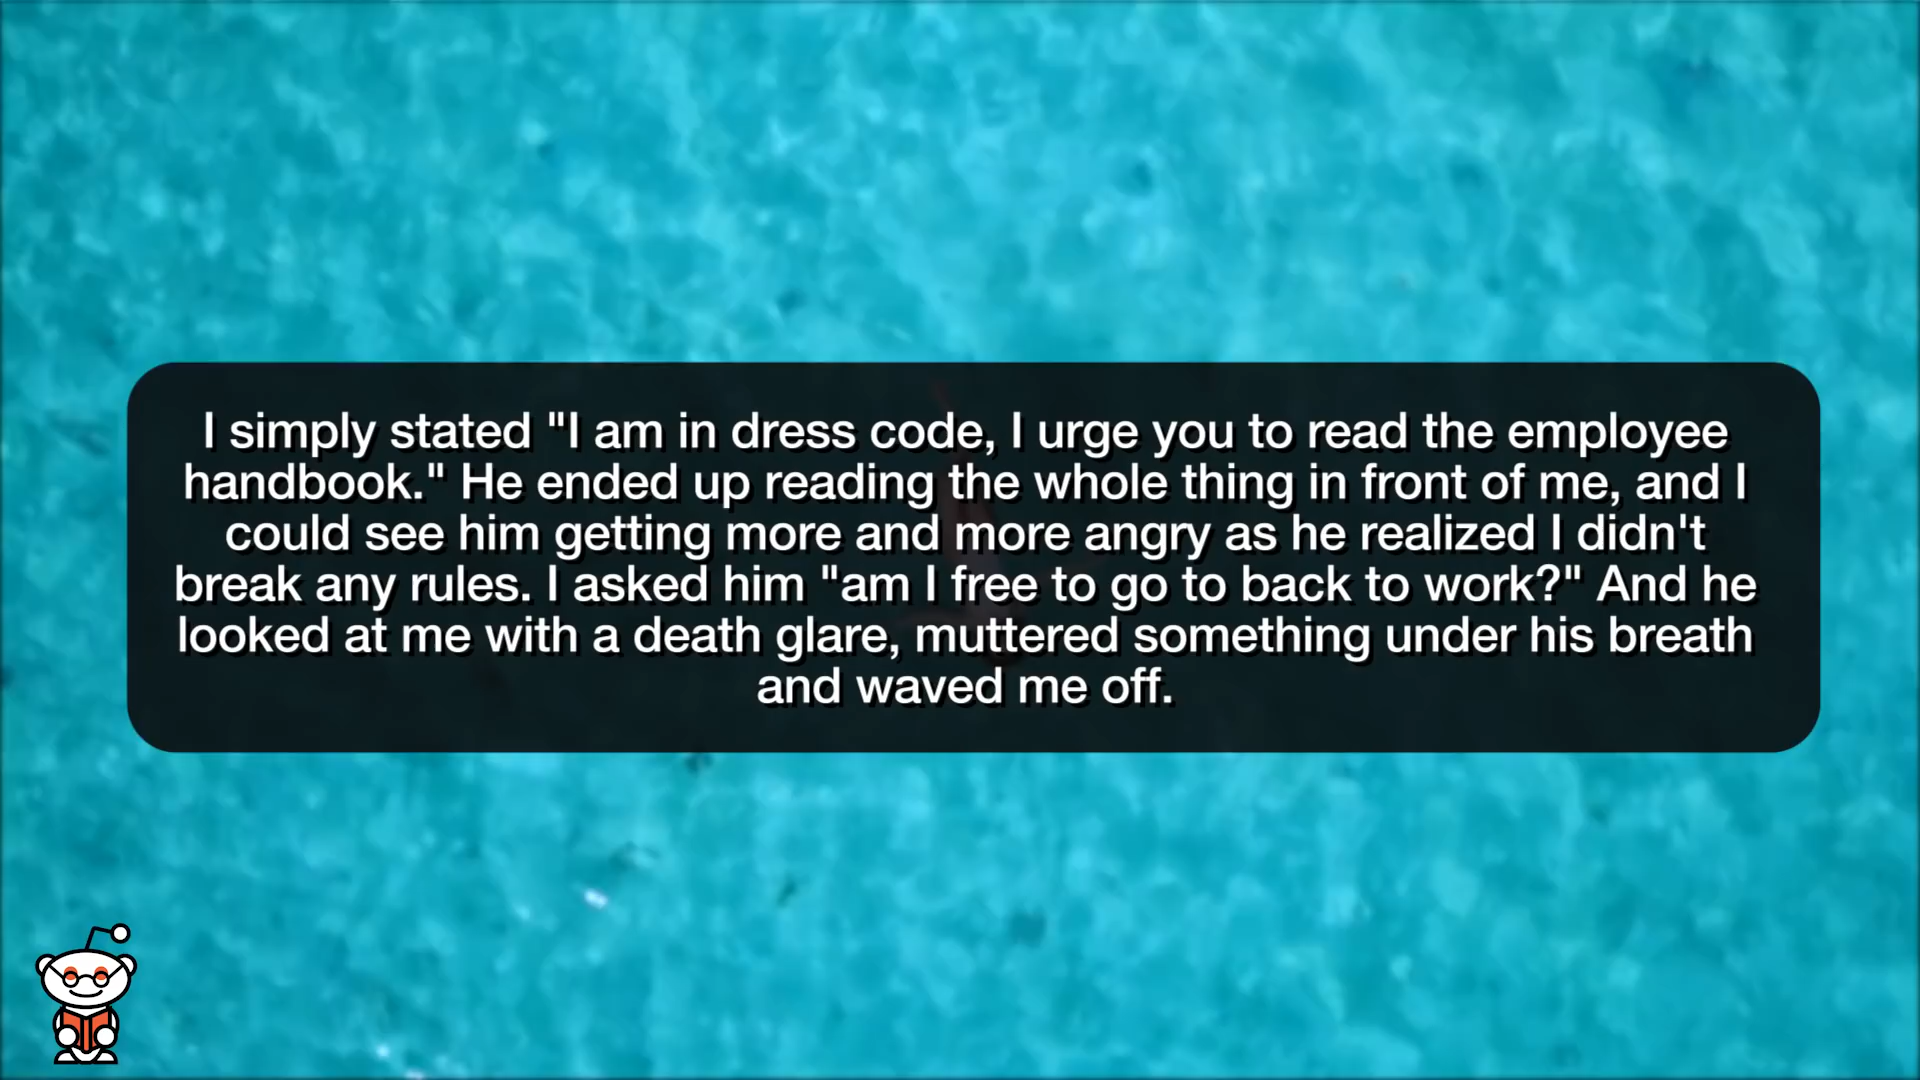 I simply stated "I am in dress code, I urge you to read the employee
handbook." He ended up reading the whole thing in front of me, and I
could see him getting more and more angry as he realized I didn't
break any rules. I asked him "am I free to go to back to work?" And he
looked at me with a death glare, muttered something under his breath
and waved me off.